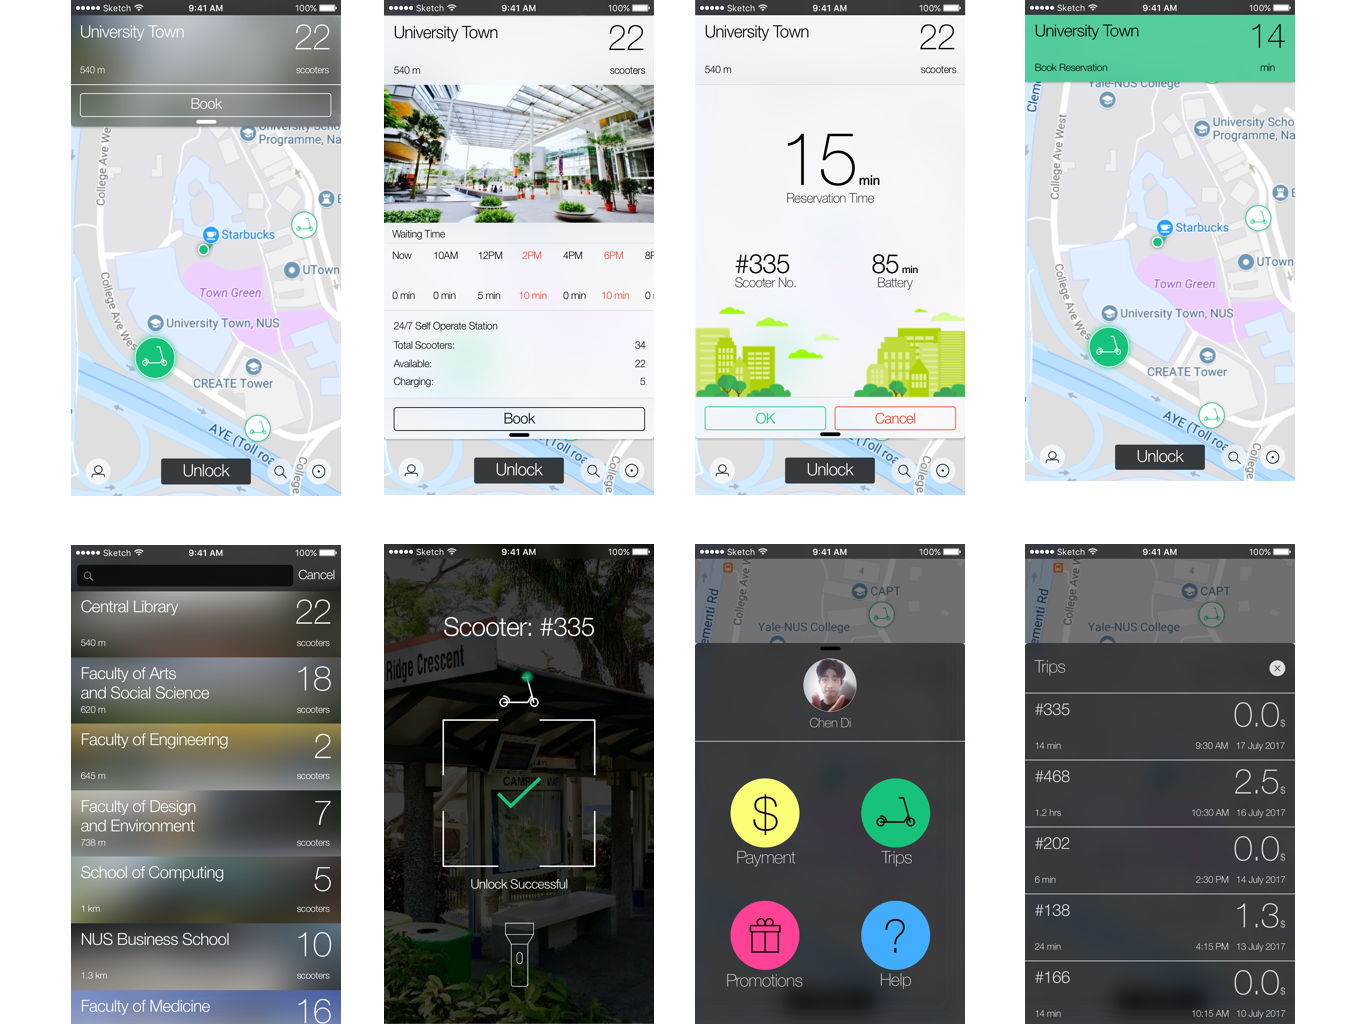 Sketch 9:41 AM 100%
University Town 22
540 m scooters
Book
College Ave West
University Scho
Programme, Na
Starbucks
UTown
Town Green
University Town, NUS
College Ave Wes
CREATE Tower
AYE (Toll roa
College
Unlock
Sketch 9:41 AM 100%
University Town 22
540 m scooters
Waiting Time
Now 10AM 12PM 2PM 4PM 6PM 8P
0 min 0 min 5 min 10 min 0 min 10 min 0
24/7 Self Operate Station
Total Scooters: 34
Available: 22
Charging: 5
Book
Unlock
College
Sketch 9:41 AM 100%
University Town 22
540 m scooters
15 min
Reservation Time
#335 85 min
Scooter No. Battery
OK Cancel
Unlock
College
Sketch 9:41 AM 100%
University Town 14
Book Reservation min
Yale-NUS College
Cleme
College Ave West
University Scho
Programme, Na
Starbucks
UTow
Town Green
University Town, NUS
College Ave Wes
CREATE Tower
AYE (Toll roa
College
Unlock
Sketch 9:41 AM 100%
Cancel
Central Library 22
540 m scooters
Faculty of Arts 18
and Social Science
620 m scooters
Faculty of Engineering 2
645 m scooters
Faculty of Design 7
and Environment
738 m scooters
School of Computing 5
1 km scooters
NUS Business School 10
1.3 km scooters
Faculty of Medicine 16
Sketch 9:41 AM 100%
Scooter: #335
Ridge Crescent
CAMPUS MAP
Unlock Successful
Sketch 9:41 AM 100%
College Ave W
CAPT
ementi Rd
Yale-NUS College
Chen Di
$
Payment Trips
?
Promotions Help
Sketch 9:41 AM 100%
College Ave W
CAPT
ementi Rd
Yale-NUS College
Trips
#335 0.0$
14 min 9:30 AM 17 July 2017
#468 2.5$
1.2 hrs 10:30 AM 16 July 2017
#202 0.0$
6 min 2:30 PM 14 July 2017
#138 1.3$
24 min 4:15 PM 13 July 2017
#166 0.0$
14 min 10:15 AM 10 July 2017